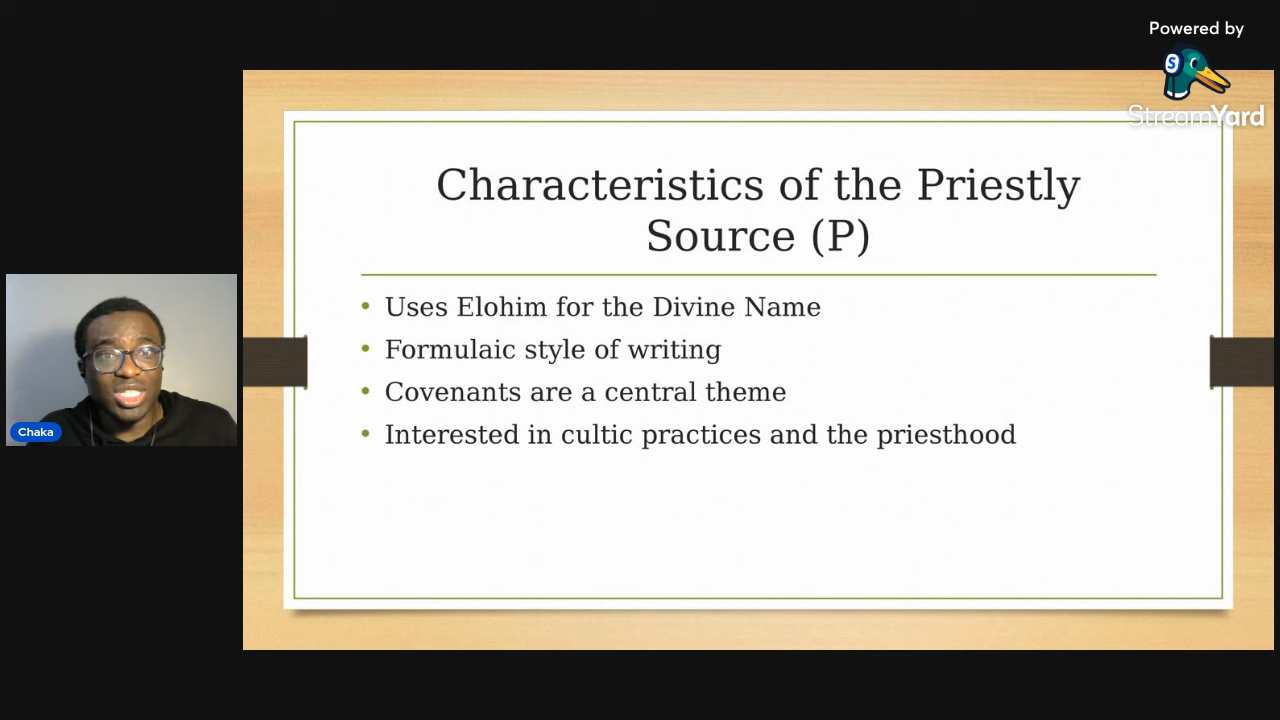 Powered by
StreamYard
Characteristics of the Priestly
Source (P)
• Uses Elohim for the Divine Name
• Formulaic style of writing
• Covenants are a central theme
• Interested in cultic practices and the priesthood
Chaka